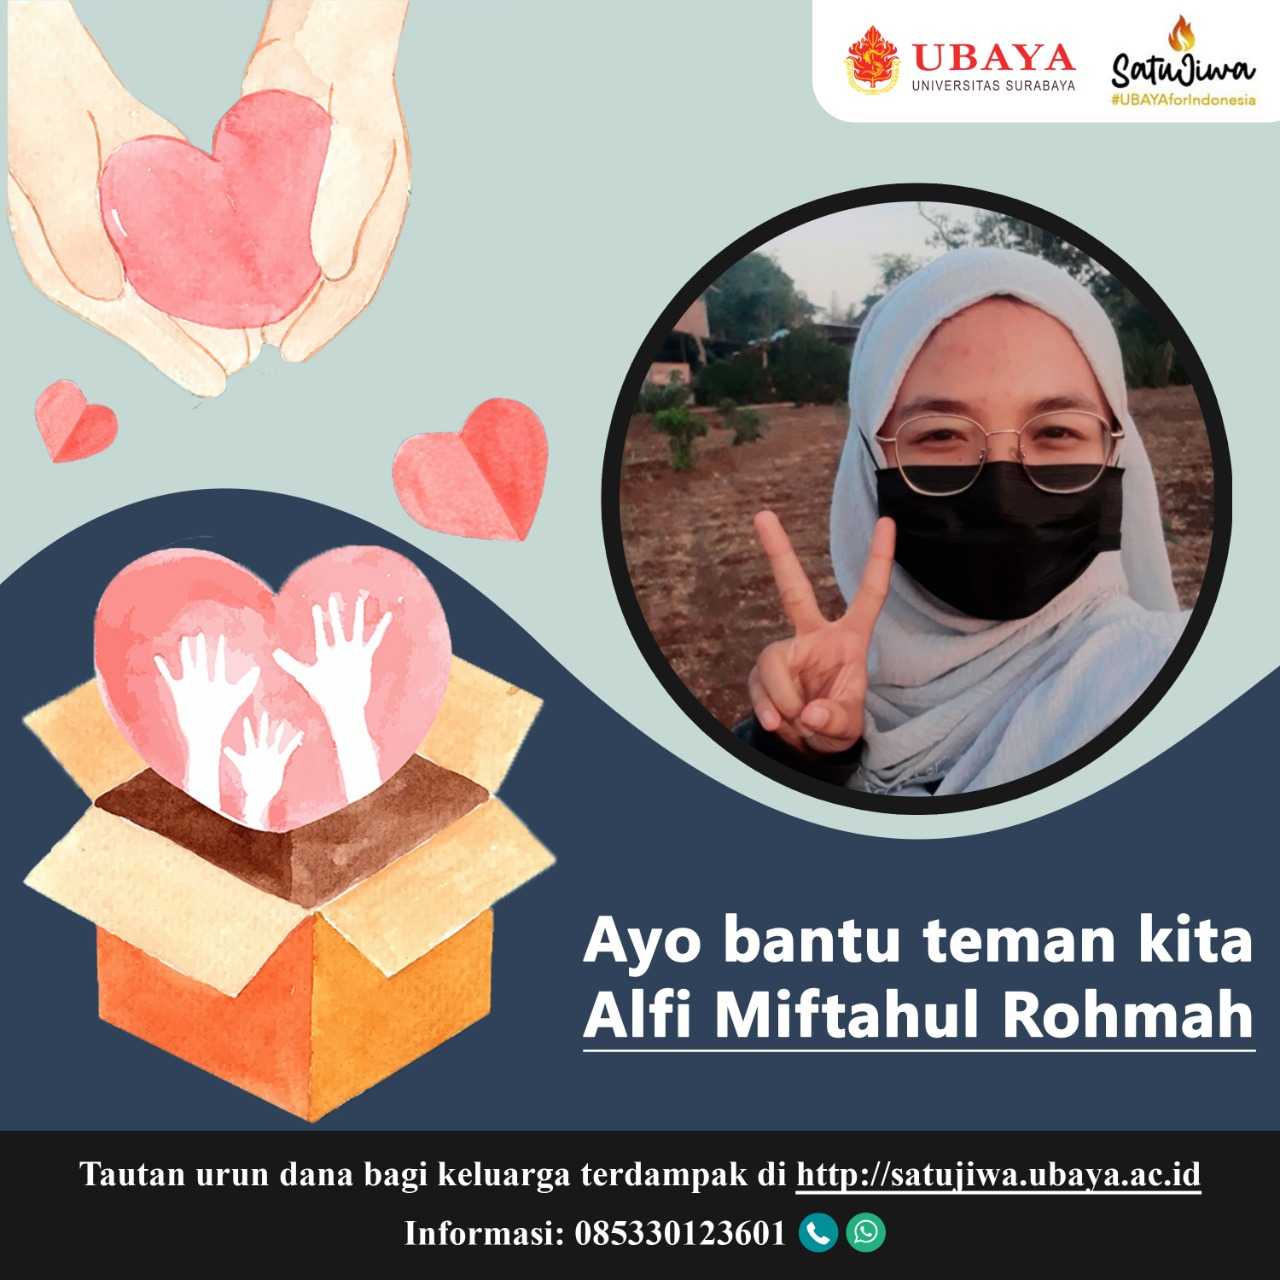 UBAYA
UNIVERSITAS SURABAYA
SatuJiwa
#UBAYAforIndonesia
Ayo bantu teman kita
Alfi Miftahul Rohmah
Tautan urun dana bagi keluarga terdampak di http://satujiwa.ubaya.ac.id
Informasi: 085330123601